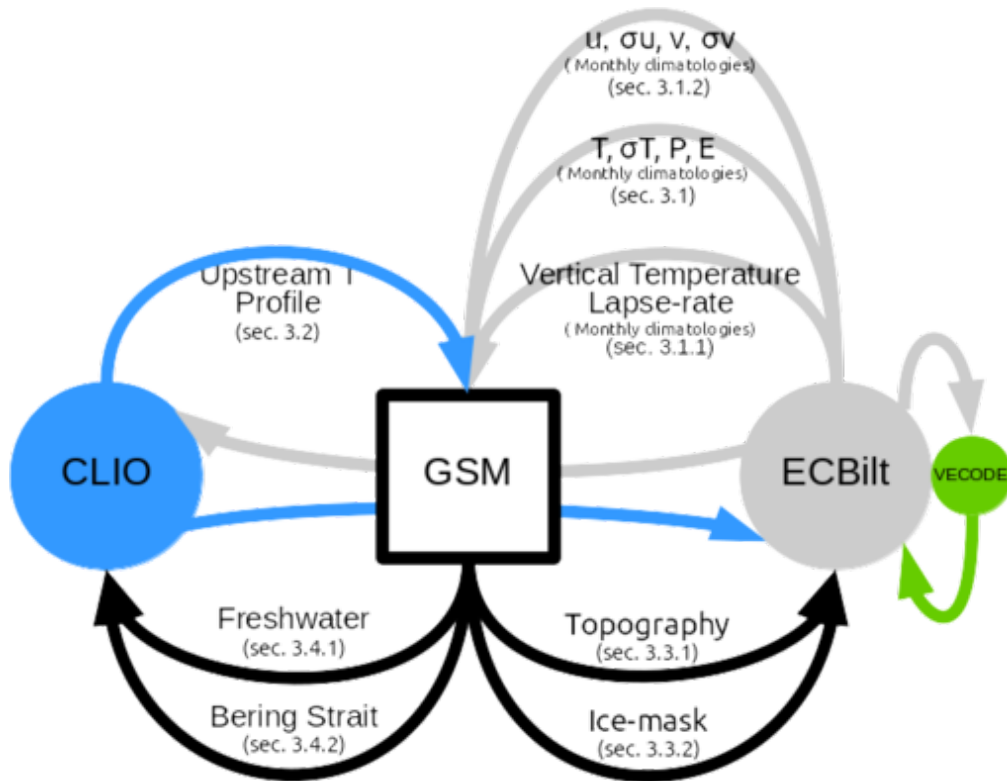 u, σu, v, σv
( Monthly climatologies)
(sec. 3.1.2)
T, σT, P, E
( Monthly climatologies)
(sec. 3.1)
Upstream T
Profile
(sec. 3.2)
Vertical Temperature
Lapse-rate
( Monthly climatologies)
(sec. 3.1.1)
CLIO
GSM
ECBilt
VECODE
Freshwater
(sec. 3.4.1)
Topography
(sec. 3.3.1)
Bering Strait
(sec. 3.4.2)
Ice-mask
(sec. 3.3.2)